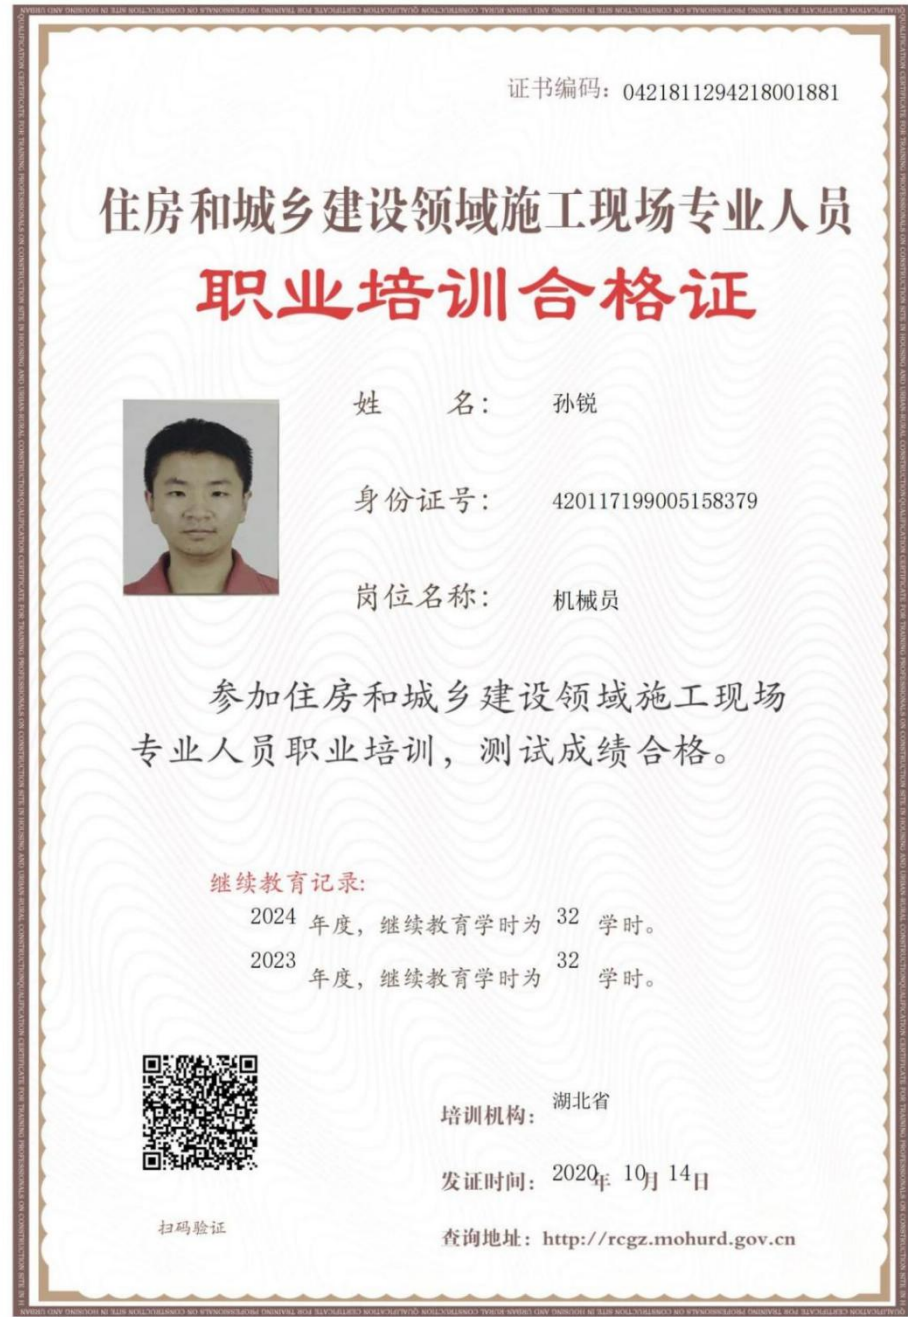 证书编码：0421811294218001881
住房和城乡建设领域施工现场专业人员
职业培训合格证
姓 名： 孙锐
身份证号： 420117199005158379
岗位名称： 机械员
参加住房和城乡建设领域施工现场
专业人员职业培训，测试成绩合格。
继续教育记录:
2024 年度，继续教育学时为 32 学时。
2023 年度，继续教育学时为 32 学时。
培训机构： 湖北省
发证时间： 2020年 10月 14日
扫码验证
查询地址：http://rcgz.mohurd.gov.cn